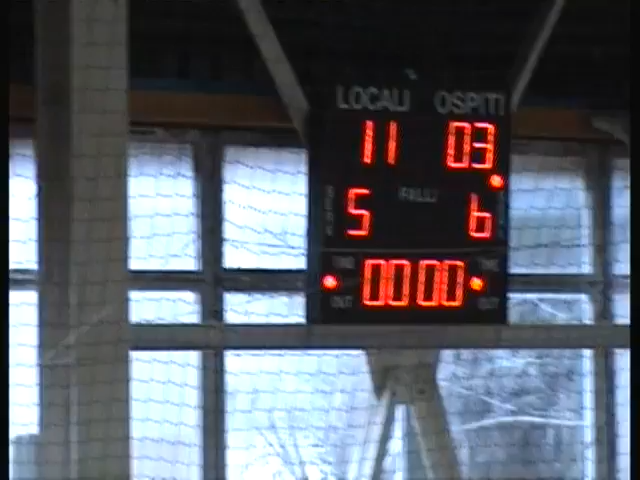 LOCALI OSPITI
11 03
FALLI
5 6
TIME TIME
00 00
OUT OUT